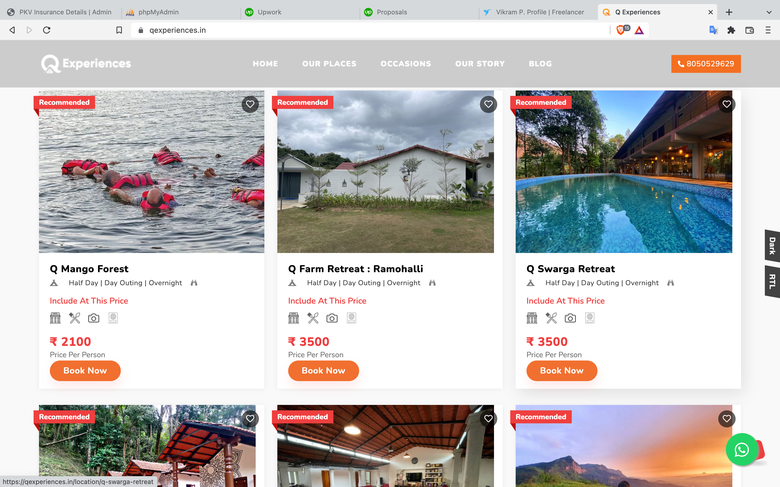 PKV Insurance Details | Admin
phpMyAdmin
Upwork
Proposals
Vikram P. Profile | Freelancer
Q Experiences
qexperiences.in
Q Experiences
HOME
OUR PLACES
OCCASIONS
OUR STORY
BLOG
8050529629
Recommended
Recommended
Recommended
Dark
RTL
Q Mango Forest
Half Day | Day Outing | Overnight
Include At This Price
₹ 2100
Price Per Person
Book Now
Q Farm Retreat : Ramohalli
Half Day | Day Outing | Overnight
Include At This Price
₹ 3500
Price Per Person
Book Now
Q Swarga Retreat
Half Day | Day Outing | Overnight
Include At This Price
₹ 3500
Price Per Person
Book Now
Recommended
Recommended
Recommended
https://qexperiences.in/location/q-swarga-retreat